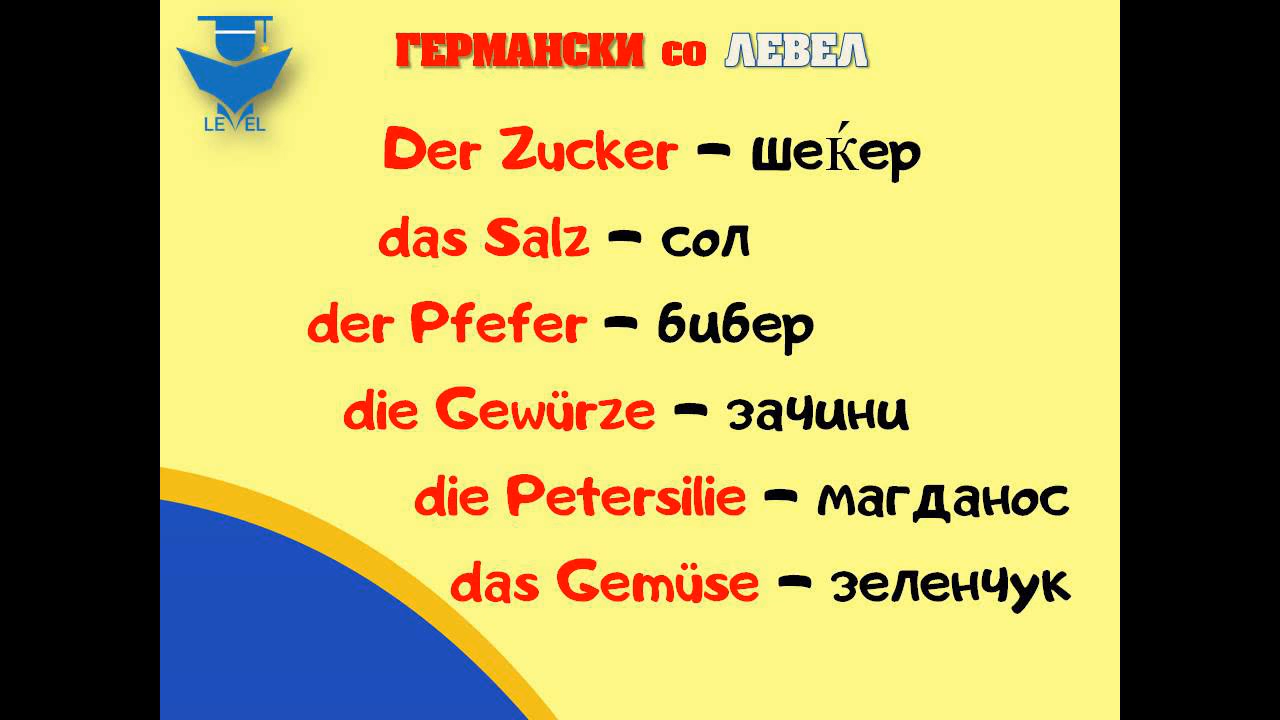 ГЕРМАНСКИ со ЛЕВЕЛ
LEVEL
Der Zucker – шеќер
das Salz – сол
der Pfefer – бибер
die Gewürze – зачини
die Petersilie – магданос
das Gemüse – зеленчук